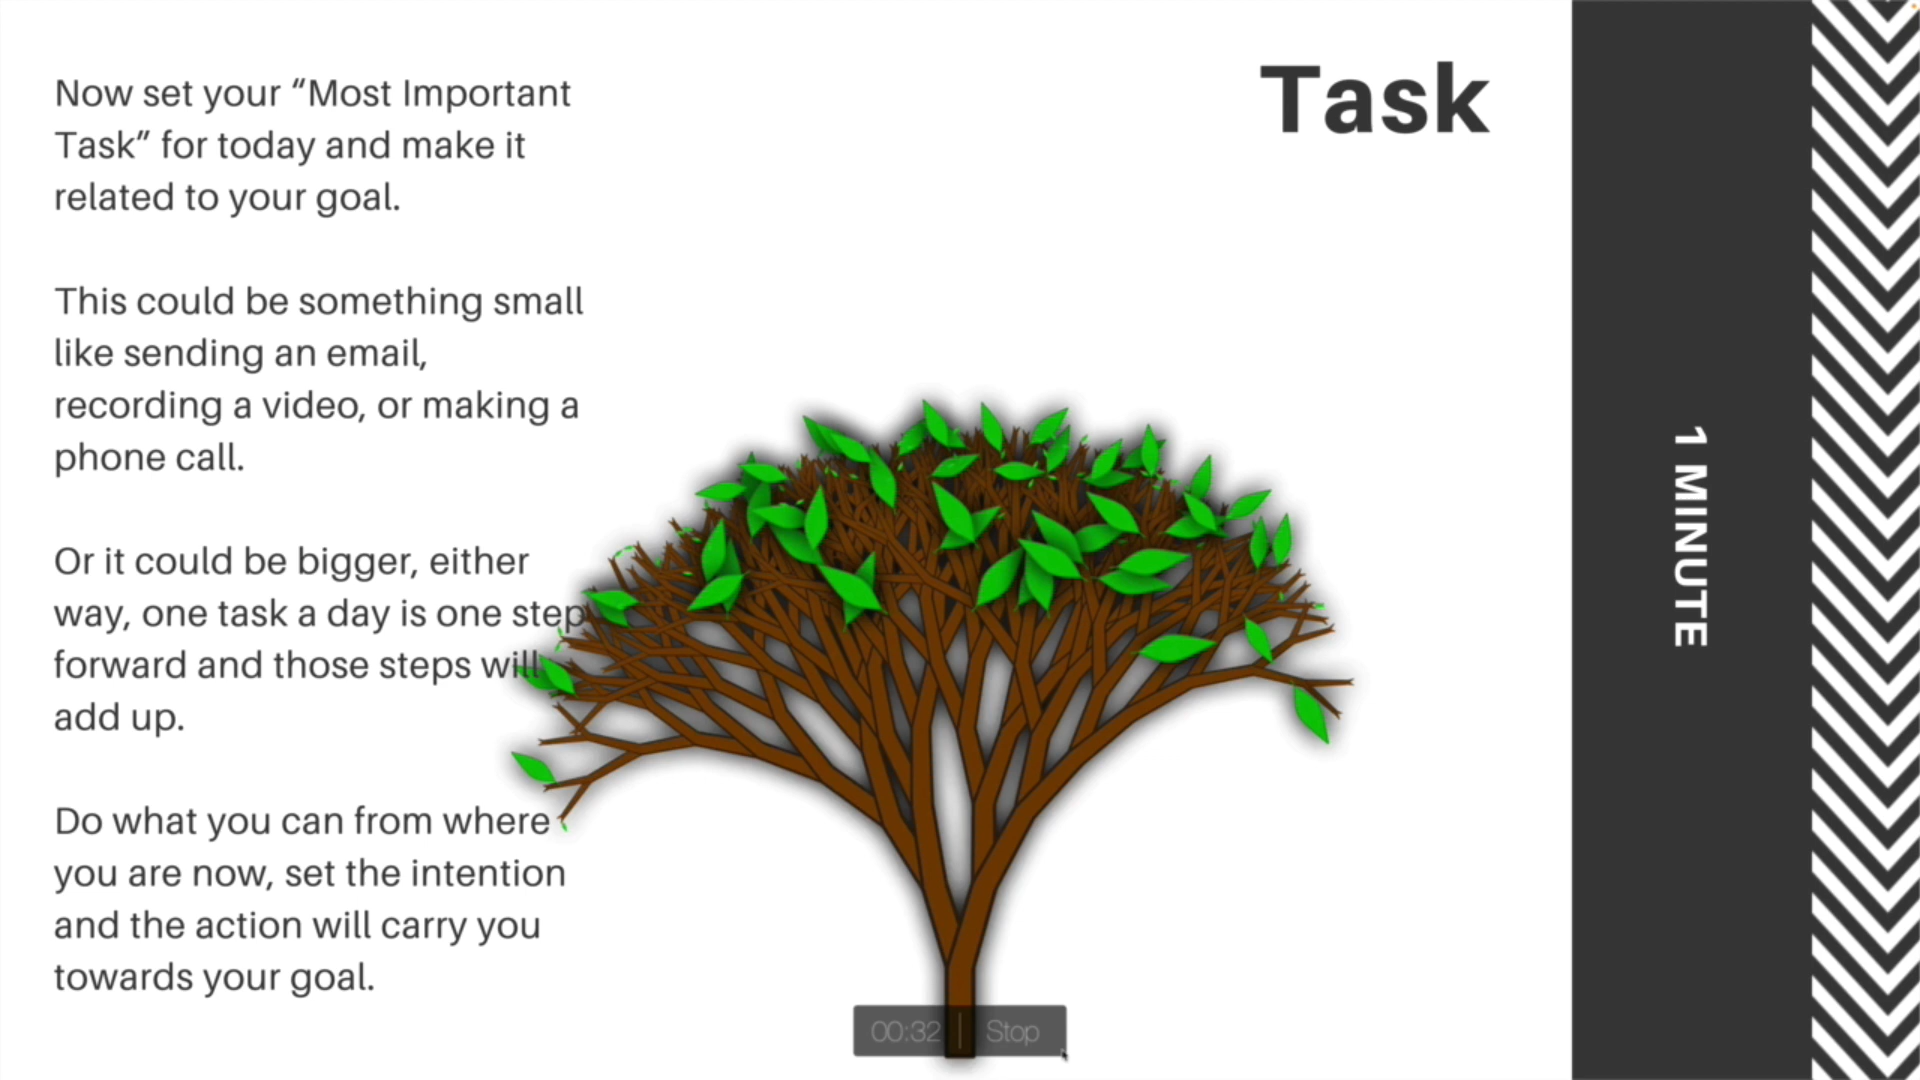 Task
Now set your “Most Important
Task” for today and make it
related to your goal.
This could be something small
like sending an email,
recording a video, or making a
phone call.
Or it could be bigger, either
way, one task a day is one step
forward and those steps will
add up.
Do what you can from where
you are now, set the intention
and the action will carry you
towards your goal.
1 MINUTE
00:32 | Stop